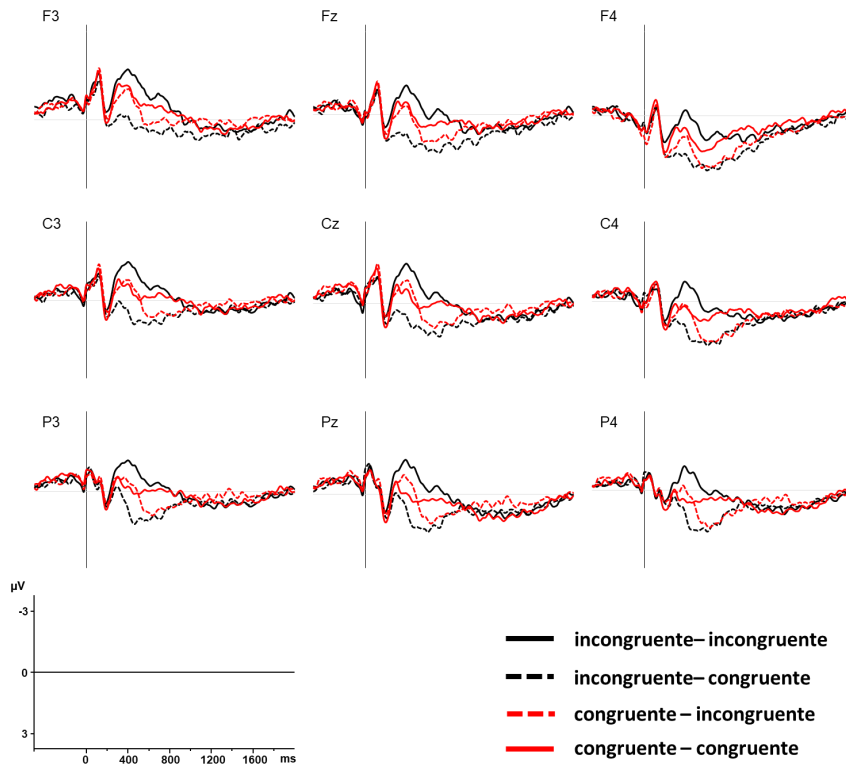 F3 Fz F4
C3 Cz C4
P3 Pz P4
µV
-3
0
3
0 400 800 1200 1600 ms
incongruente– incongruente
incongruente– congruente
congruente – incongruente
congruente – congruente